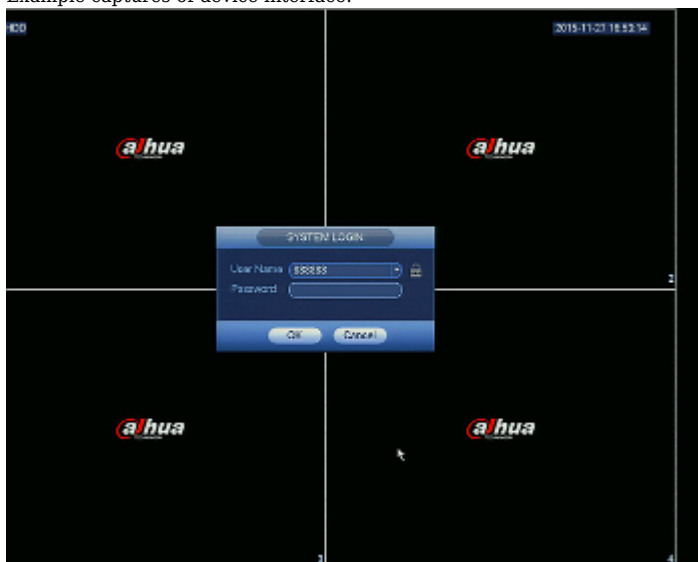 Example captures of device interface:
HDD
2015-11-27 16:53:14
alhua
alhua
SYSTEM LOGIN
User Name 888888
Password
2
OK Cancel
alhua
alhua
3
4